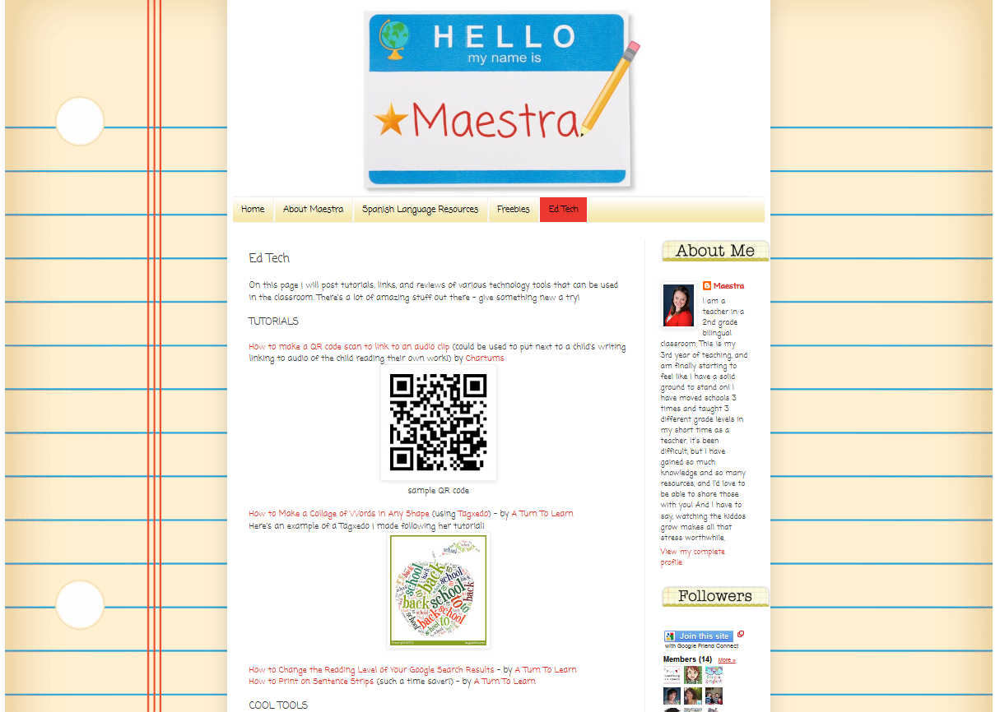 HELLO
my name is
Maestra
Home
About Maestra
Spanish Language Resources
Freebies
Ed Tech
Ed Tech
On this page I will post tutorials, links, and reviews of various technology tools that can be used
in the classroom. There's a lot of amazing stuff out there - give something new a try!
TUTORIALS
How to make a QR code scan to link to an audio clip (could be used to put next to a child's writing
linking to audio of the child reading their own work!) by Chartums
sample QR code
How to Make a Collage of Words in Any Shape (using Tagxedo) - by A Turn To Learn
Here's an example of a Tagxedo I made following her tutorial!
back
school
to
How to Change the Reading Level of Your Google Search Results - by A Turn To Learn
How to Print on Sentence Strips (such a time saver!) - by A Turn To Learn
COOL TOOLS
About Me
Maestra
I am a
teacher in a
2nd grade
bilingual
classroom. This is my
3rd year of teaching, and
am finally starting to
feel like I have a solid
ground to stand on! I
have moved schools 3
times and taught 3
different grade levels in
my short time as a
teacher. It's been
difficult, but I have
gained so much
knowledge and so many
resources, and I'd love to
be able to share those
with you! And I have to
say, watching the kiddos
grow makes all that
stress worthwhile.
View my complete
profile
Followers
Join this site
with Google Friend Connect
Members (14) More »